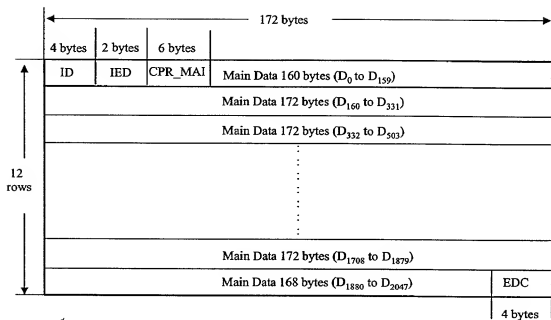 172 bytes
4 bytes 2 bytes 6 bytes
ID IED CPR_MAI Main Data 160 bytes (D0 to D159)
Main Data 172 bytes (D160 to D331)
Main Data 172 bytes (D332 to D503)
12
rows
Main Data 172 bytes (D1708 to D1879)
Main Data 168 bytes (D1880 to D2047) EDC
4 bytes